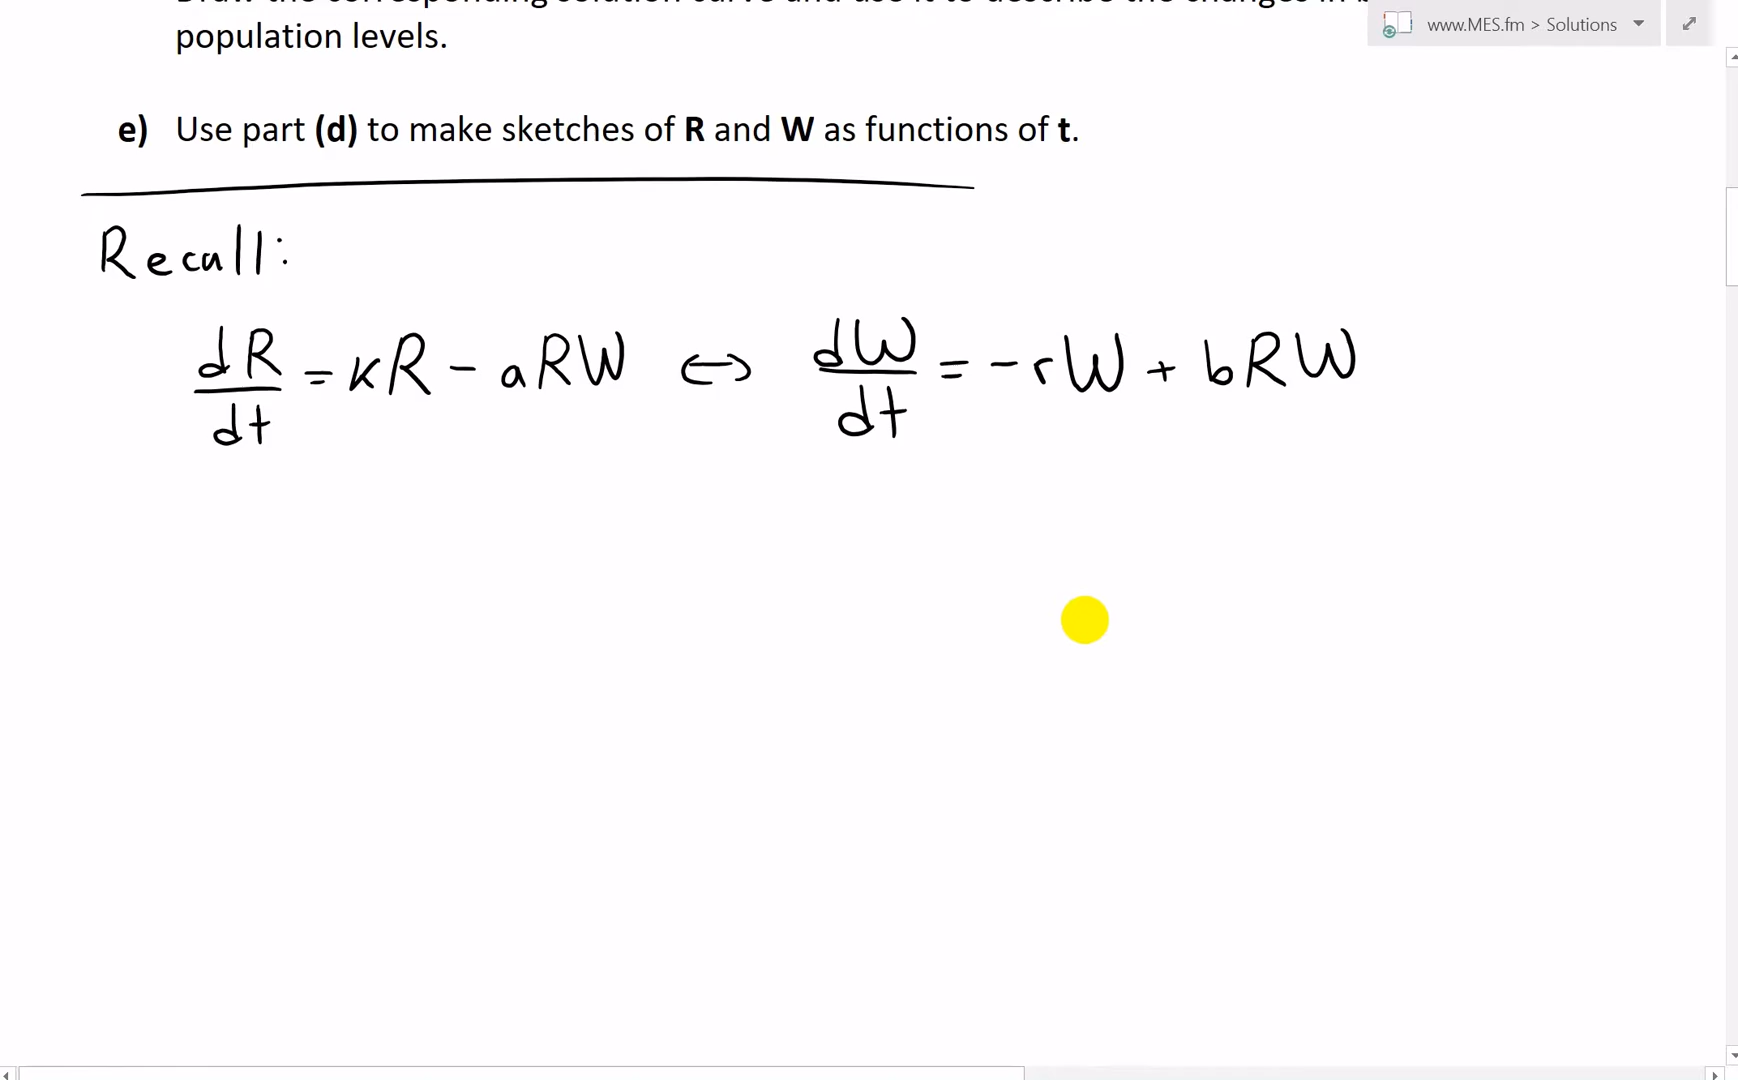 www.MES.fm > Solutions
population levels.
e) Use part (d) to make sketches of R and W as functions of t.
Recall:
dR/dt = kR - aRW ↔ dW/dt = -rW + bRW